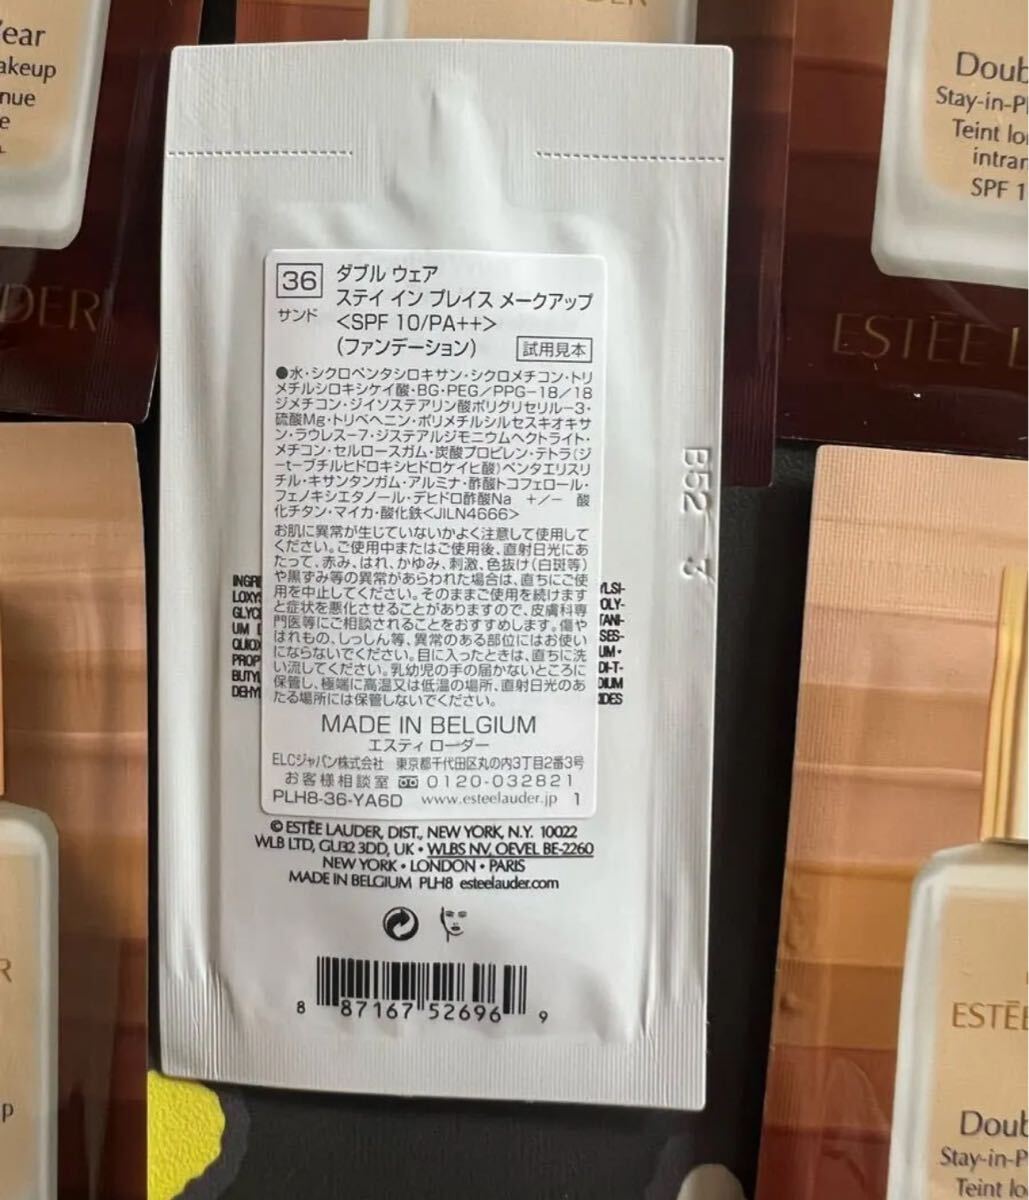 ear
akeup
nue
e
DER
DER
Doub
Stay-in-Pl
Teint lo
intran
SPF 1
ESTĒE L
36
サンド
ダブル ウェア
ステイ イン プレイス メークアップ
<SPF 10/PA++>
(ファンデーション) 試用見本
●水・シクロペンタシロキサン・シクロメチコン・トリ
メチルシロキシケイ酸・BG・PEG/PPG-18/18
ジメチコン・ジイソステアリン酸ポリグリセリル-3・
硫酸Mg・トリベヘニン・ポリメチルシルセスキオキサ
ン・ラウレス-7・ジステアルジモニウムヘクトライト・
メチコン・セルロースガム・炭酸プロピレン・テトラ(ジ
-t-ブチルヒドロキシヒドロケイヒ酸)ペンタエリスリ
チル・キサンタンガム・アルミナ・酢酸トコフェロール・
フェノキシエタノール・デヒドロ酢酸Na +/- 酸
化チタン・マイカ・酸化鉄<JILN4666>
お肌に異常が生じていないかよく注意して使用して
ください。ご使用中またはご使用後、直射日光にあ
たって、赤み、はれ、かゆみ、刺激、色抜け(白斑等)
や黒ずみ等の異常があらわれた場合は、直ちにご使
用を中止してください。そのままご使用を続けます
と症状を悪化させることがありますので、皮膚科専
門医等にご相談されることをおすすめします。傷や
はれもの、しっしん等、異常のある部位にはお使い
にならないでください。目に入ったときは、直ちに洗
い流してください。乳幼児の手の届かないところに
保管し、極端に高温又は低温の場所、直射日光のあ
たる場所には保管しないでください。
MADE IN BELGIUM
エスティ ローダー
ELCジャパン株式会社 東京都千代田区丸の内3丁目2番3号
お客様相談室 0120-032821
PLH8-36-YA6D www.esteelauder.jp 1
INGRE
LOXYS
GLYCE
UM D
QUIOX
PROP
BUTYL
DEHY
YLSI-
OLY-
TANI-
SES-
UM •
DI-T-
DIUM
IDES
B52 3
© ESTĒE LAUDER, DIST., NEW YORK, N.Y. 10022
WLB LTD, GU32 3DD, UK • WLBS NV, OEVEL BE-2260
NEW YORK • LONDON • PARIS
MADE IN BELGIUM PLH8 esteelauder.com
8 87167 52696 9
R
p
ESTĒE
Doub
Stay-in-P
Teint lo